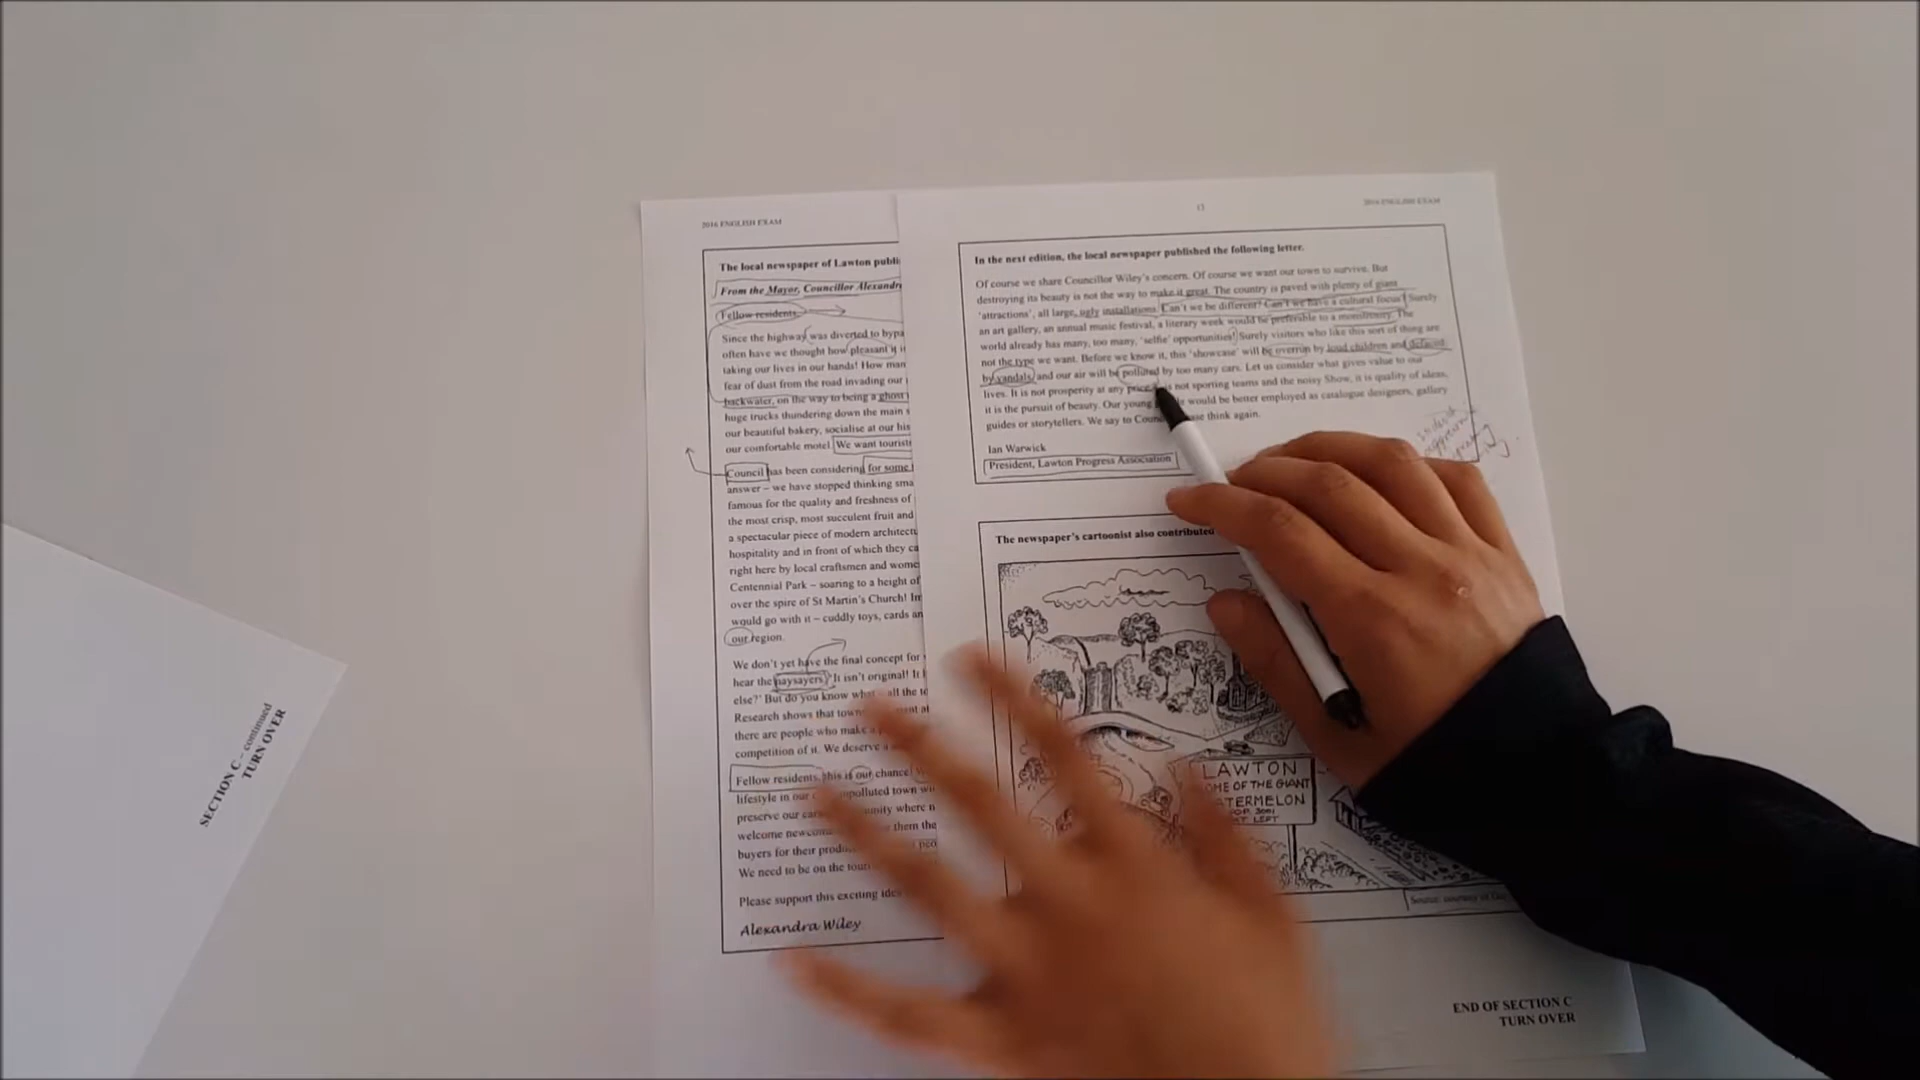 2016 ENGLISH EXAM
The local newspaper of Lawton publi
From the Mayor, Councillor Alexandr
Fellow residents,
Since the highway was diverted to bypa
often have we thought how pleasant it
taking our lives in our hands! How man
fear of dust from the road invading our
backwater, on the way to being a ghost
huge trucks thundering down the main s
our beautiful bakery, socialise at our his
our comfortable motel. We want tourist
Council has been considering for some
answer – we have stopped thinking sma
famous for the quality and freshness of
the most crisp, most succulent fruit and
a spectacular piece of modern architect
hospitality and in front of which they ca
right here by local craftsmen and wome
Centennial Park – soaring to a height of
over the spire of St Martin's Church! Im
would go with it – cuddly toys, cards an
our region.
We don't yet have the final concept for
hear the naysayers, 'It isn't original! It
else?' But do you know what all the to
Research shows that town
there are people who make a
competition of it. We deserve a
Fellow residents, this is our chance!
lifestyle in our unpolluted town
preserve our community where n
welcome them the
buyers for their
We need to be on the
Please support this exciting idea
Alexandra Wiley
13
2016 ENGLISH EXAM
In the next edition, the local newspaper published the following letter.
Of course we share Councillor Wiley's concern. Of course we want our town to survive. But
destroying its beauty is not the way to make it great. The country is paved with plenty of giant
'attractions', all large, ugly installations. Can't we be different? Can't we have a cultural focus? Surely
an art gallery, an annual music festival, a literary week would be preferable to a monstrosity. The
world already has many, too many, 'selfie' opportunities! Surely visitors who like this sort of thing are
not the type we want. Before we know it, this 'showcase' will be overrun by loud children and defaced
by vandals and our air will be polluted by too many cars. Let us consider what gives value to our
lives. It is not prosperity at any price, is not sporting teams and the noisy Show, it is quality of ideas,
it is the pursuit of beauty. Our young would be better employed as catalogue designers, gallery
guides or storytellers. We say to Coun ase think again.
Ian Warwick
President, Lawton Progress Association
The newspaper's cartoonist also contributed
LAWTON
OME OF THE GIANT
TERMELON
POP. 3001
LEFT
Source: courtesy of
END OF SECTION C
TURN OVER
SECTION C – continued
TURN OVER